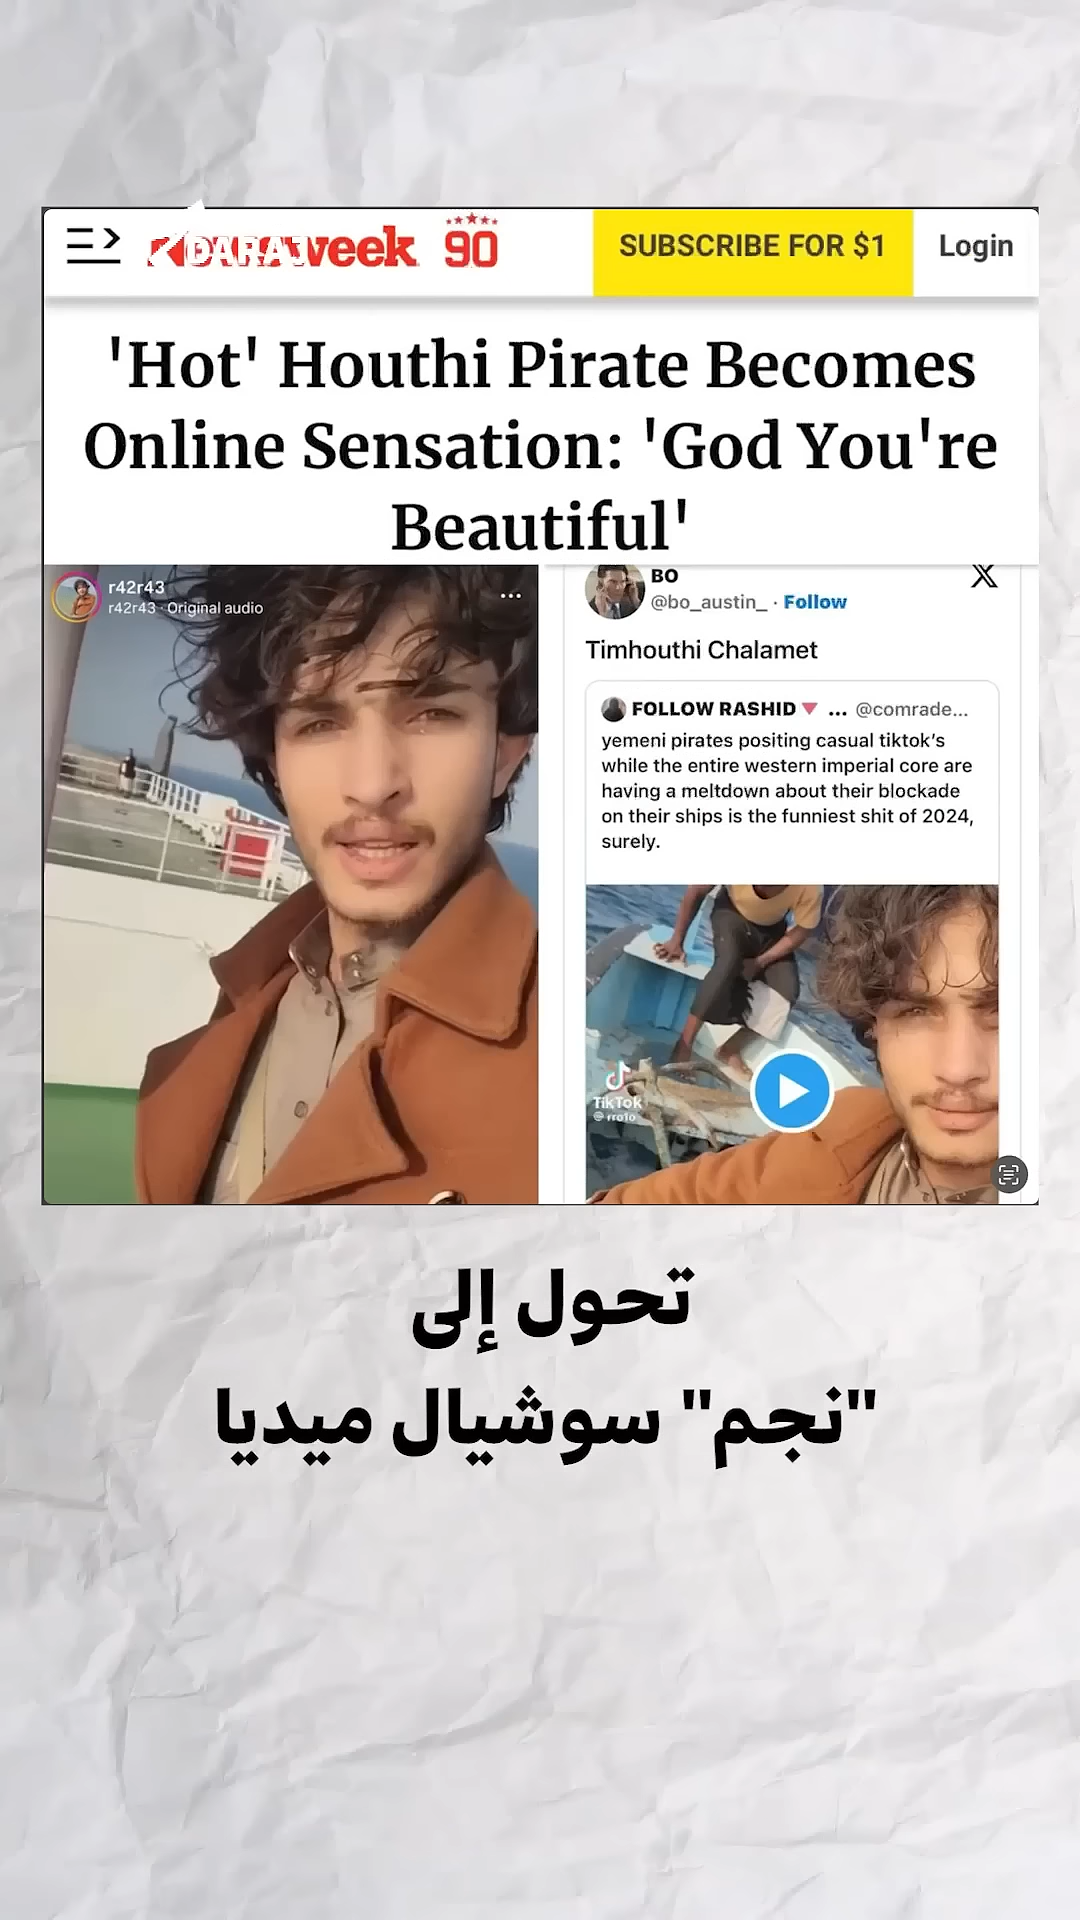 DARAJ
week 90
SUBSCRIBE FOR $1
Login
'Hot' Houthi Pirate Becomes
Online Sensation: 'God You're
Beautiful'
r42r43
r42r43 · Original audio
BO
@bo_austin_ · Follow
Timhouthi Chalamet
FOLLOW RASHID 🔻 ... @comrade...
yemeni pirates positing casual tiktok's
while the entire western imperial core are
having a meltdown about their blockade
on their ships is the funniest shit of 2024,
surely.
TikTok
تحول إلى
"نجم" سوشيال ميديا